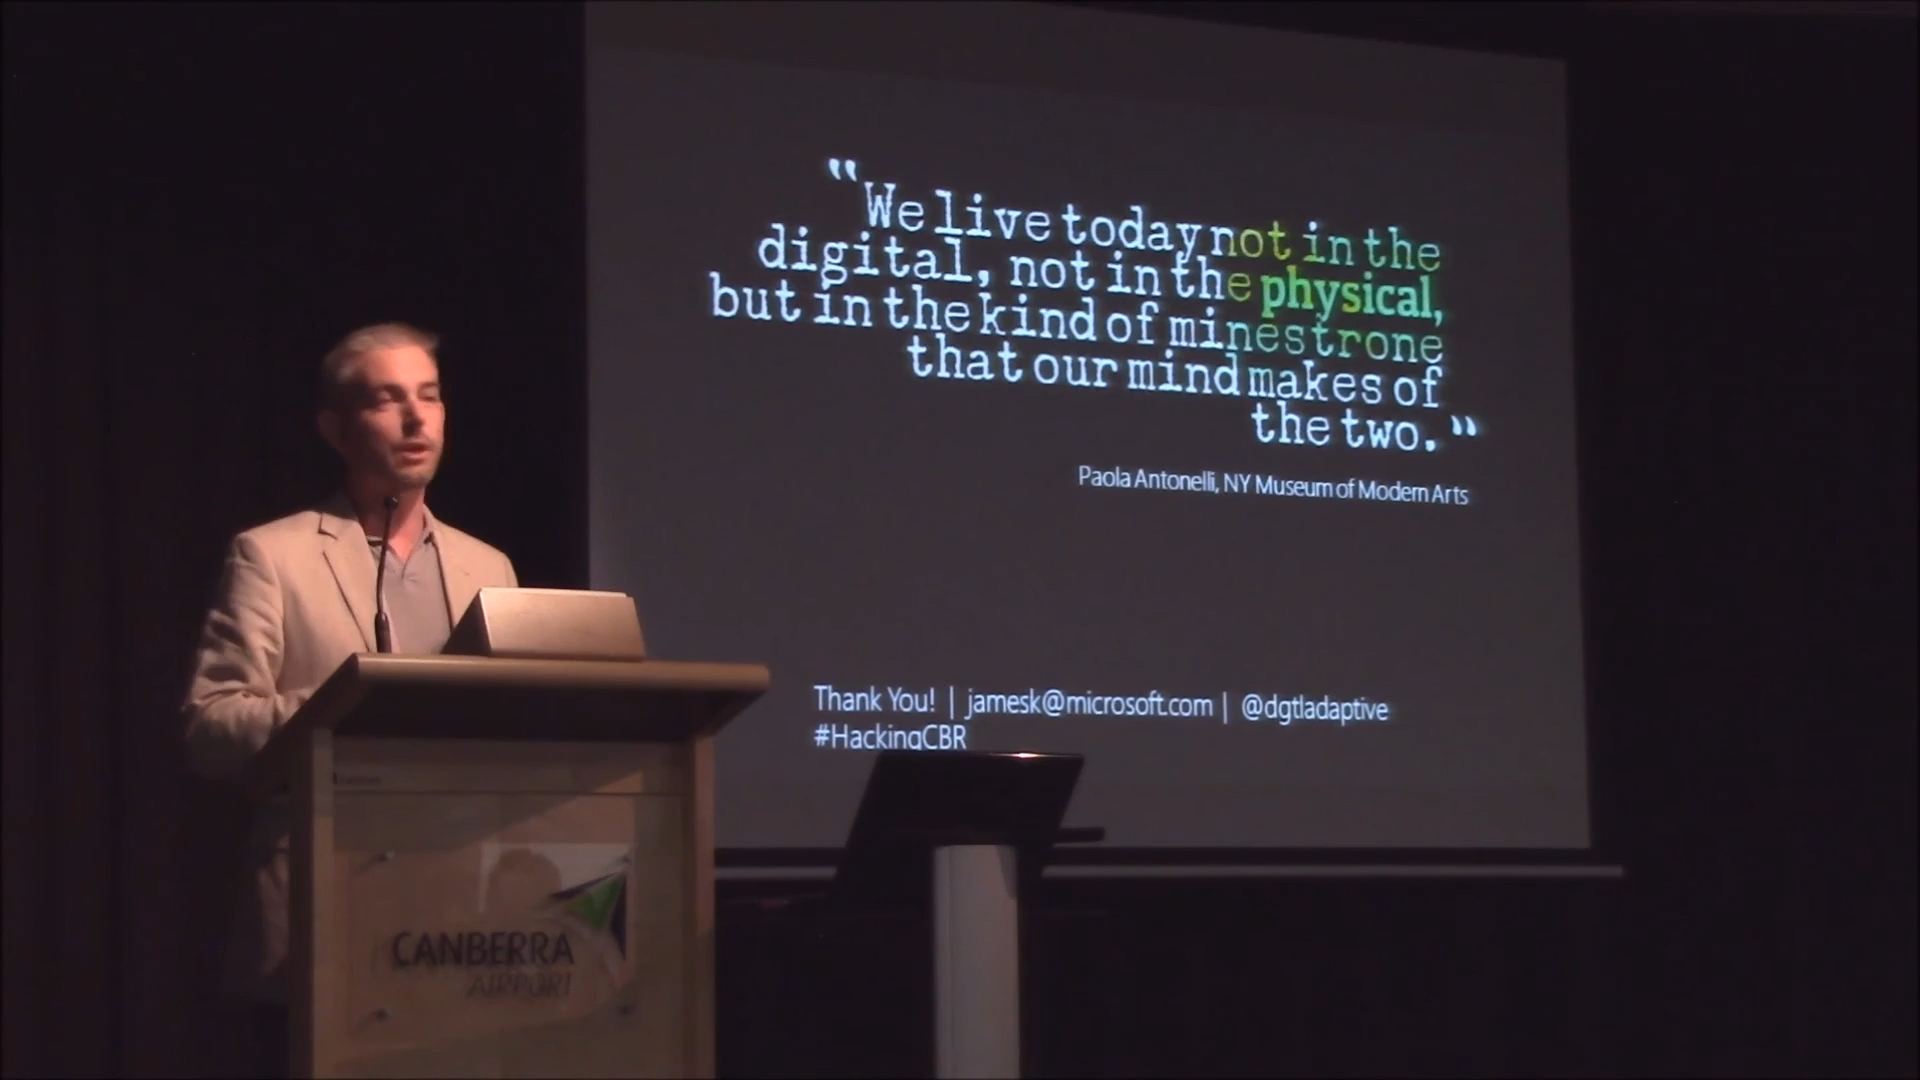 “We live today not in the
digital, not in the physical,
but in the kind of minestrone
that our mind makes of
the two.”
Paola Antonelli, NY Museum of Modern Arts
Thank You! | jamesk@microsoft.com | @dgtladaptive
#HackingCBR
CANBERRA
AIRPORT